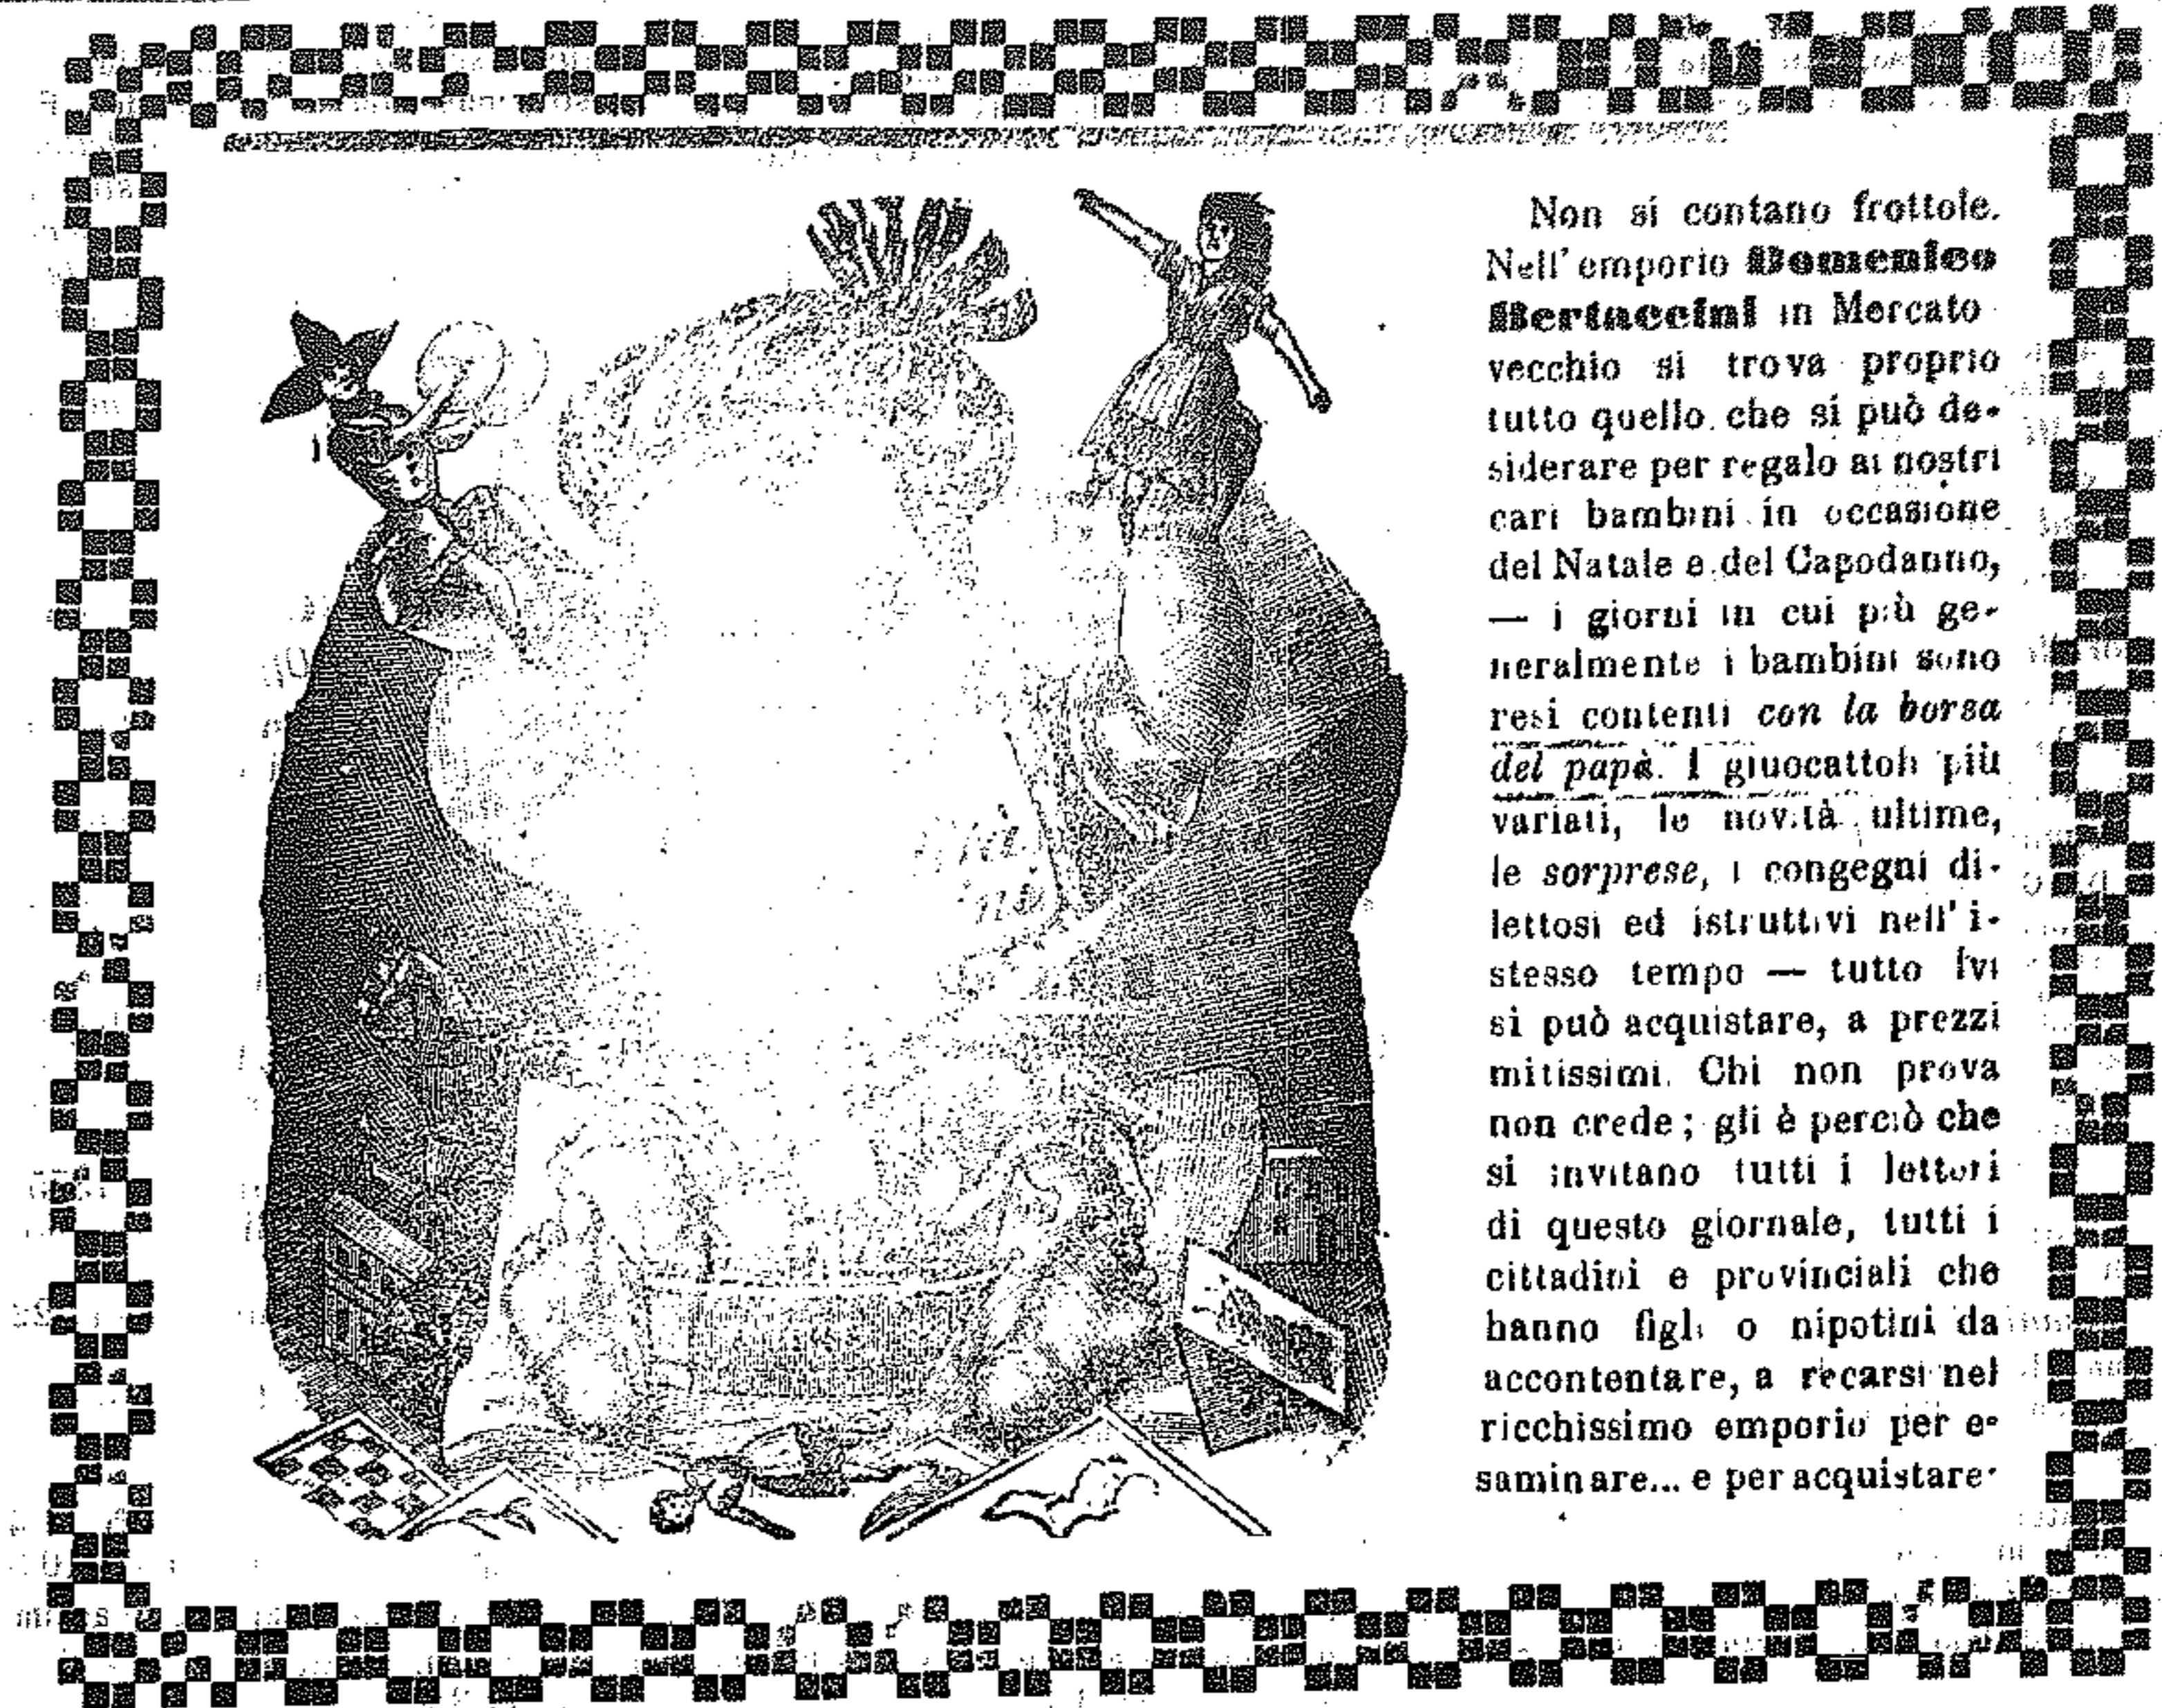 Non si contano frottole.
Nell'emporio Domenico
Bertaccini in Mercato
vecchio si trova proprio
tutto quello che si può de-
siderare per regalo ai nostri
cari bambini in occasione
del Natale e del Capodanno,
— i giorni in cui più ge-
neralmente i bambini sono
resi contenti con la borsa
del papà. I giuocattoli più
variati, le novità ultime,
le sorprese, i congegni di-
lettosi ed istruttivi nell'i-
stesso tempo — tutto ivi
si può acquistare, a prezzi
mitissimi. Chi non prova
non crede; gli è perciò che
si invitano tutti i lettori
di questo giornale, tutti i
cittadini e provinciali che
hanno figli o nipotini da
accontentare, a recarsi nel
ricchissimo emporio per e-
saminare... e per acquistare.